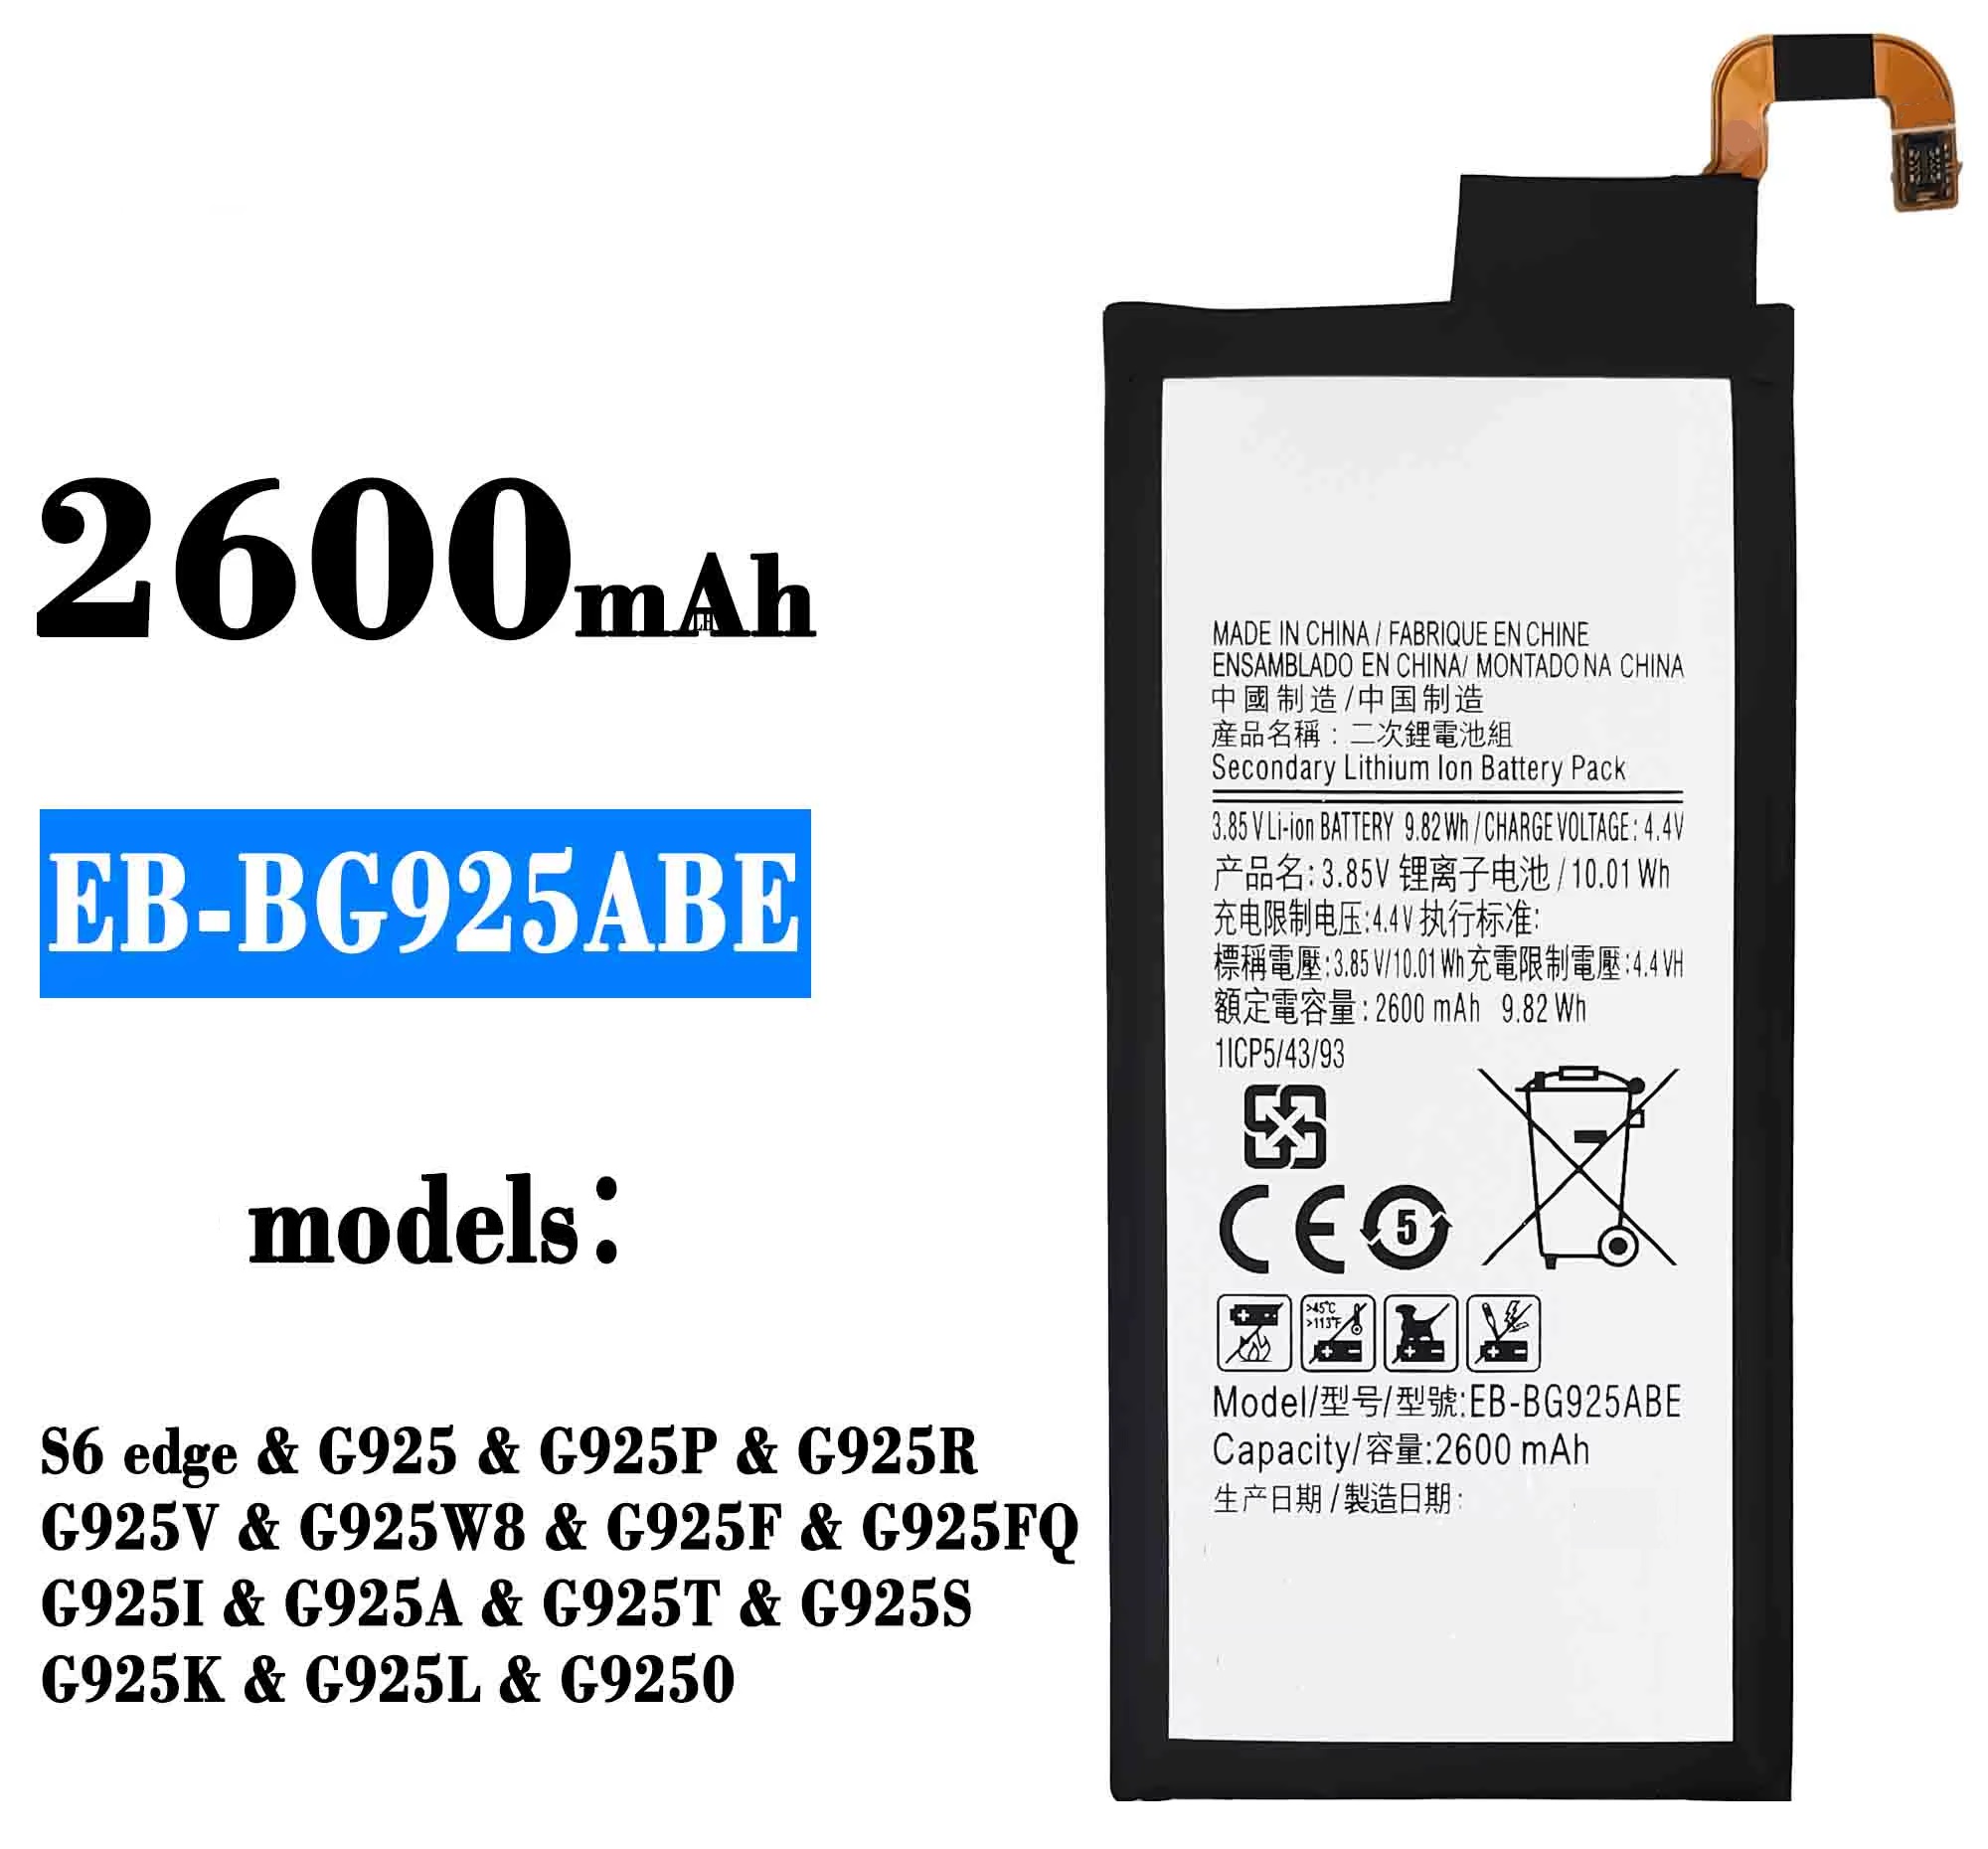 2600mAh
EB-BG925ABE
models:
S6 edge & G925 & G925P & G925R
G925V & G925W8 & G925F & G925FQ
G925I & G925A & G925T & G925S
G925K & G925L & G9250
MADE IN CHINA / FABRIQUE EN CHINE
ENSAMBLADO EN CHINA/ MONTADO NA CHINA
中國制造/中国制造
產品名稱：二次鋰電池組
Secondary Lithium Ion Battery Pack
3.85 V Li-ion BATTERY 9.82 Wh / CHARGE VOLTAGE: 4.4V
产品名: 3.85V 锂离子电池 / 10.01 Wh
充电限制电压:4.4V 执行标准:
標稱電壓:3.85 V/10.01 Wh 充電限制電壓:4.4 VH
額定電容量: 2600 mAh 9.82 Wh
1ICP5/43/93
CE 5
>45°C
>113°F
Model/型号/型號:EB-BG925ABE
Capacity/容量:2600 mAh
生产日期 / 製造日期: